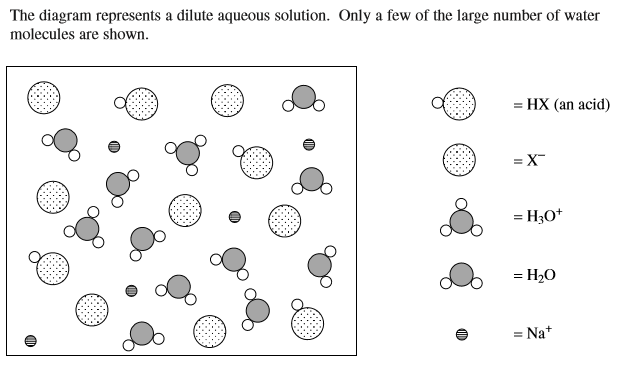 The diagram represents a dilute aqueous solution.  Only a few of the large number of water
molecules are shown.
= HX (an acid)
= X⁻
= H₃O⁺
= H₂O
= Na⁺